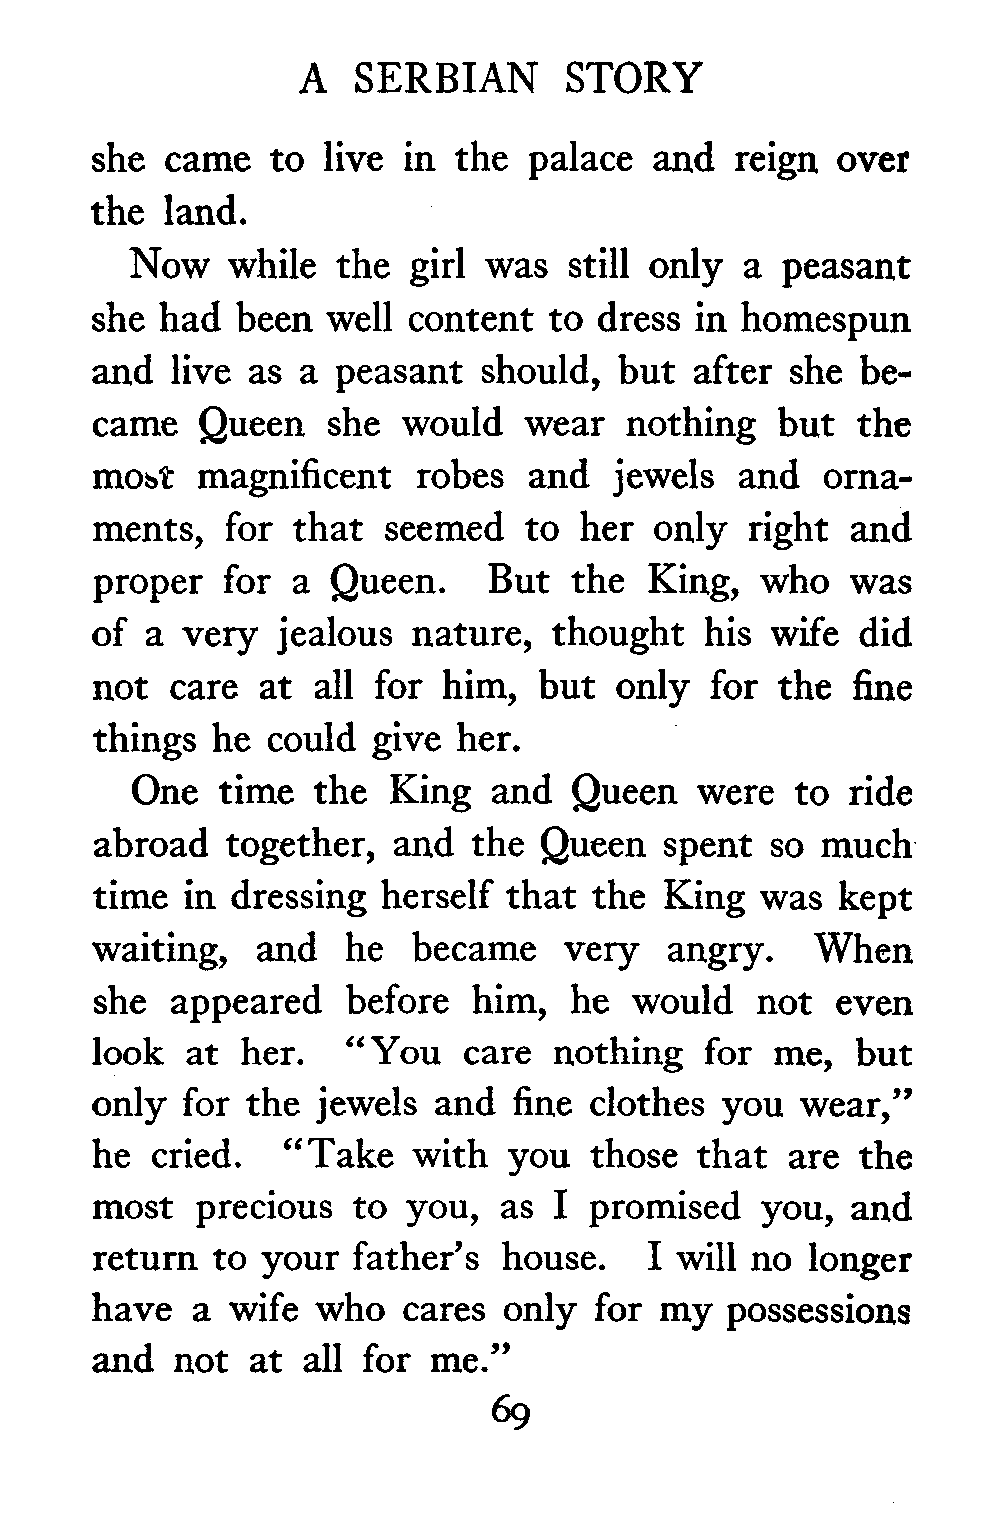 A SERBIAN STORY
she came to live in the palace and reign over
the land.
Now while the girl was still only a peasant
she had been well content to dress in homespun
and live as a peasant should, but after she be-
came Queen she would wear nothing but the
most magnificent robes and jewels and orna-
ments, for that seemed to her only right and
proper for a Queen. But the King, who was
of a very jealous nature, thought his wife did
not care at all for him, but only for the fine
things he could give her.
One time the King and Queen were to ride
abroad together, and the Queen spent so much
time in dressing herself that the King was kept
waiting, and he became very angry. When
she appeared before him, he would not even
look at her. “You care nothing for me, but
only for the jewels and fine clothes you wear,”
he cried. “Take with you those that are the
most precious to you, as I promised you, and
return to your father’s house. I will no longer
have a wife who cares only for my possessions
and not at all for me.”
69